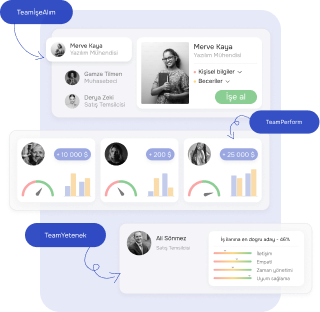 TeamİşeAlım
Merve Kaya
Yazılım Mühendisi
Gamze Tilmen
Muhasebeci
Derya Zeki
Satış Temsilcisi
Merve Kaya
Yazılım Mühendisi
Kişisel bilgiler
Beceriler
İşe al
TeamPerform
+ 10 000 $
+ 200 $
+ 25 000 $
TeamYetenek
Ali Sönmez
Satış Temsilcisi
İş ilanına en doğru aday - 46%
İletişim
Empati
Zaman yönetimi
Uyum sağlama